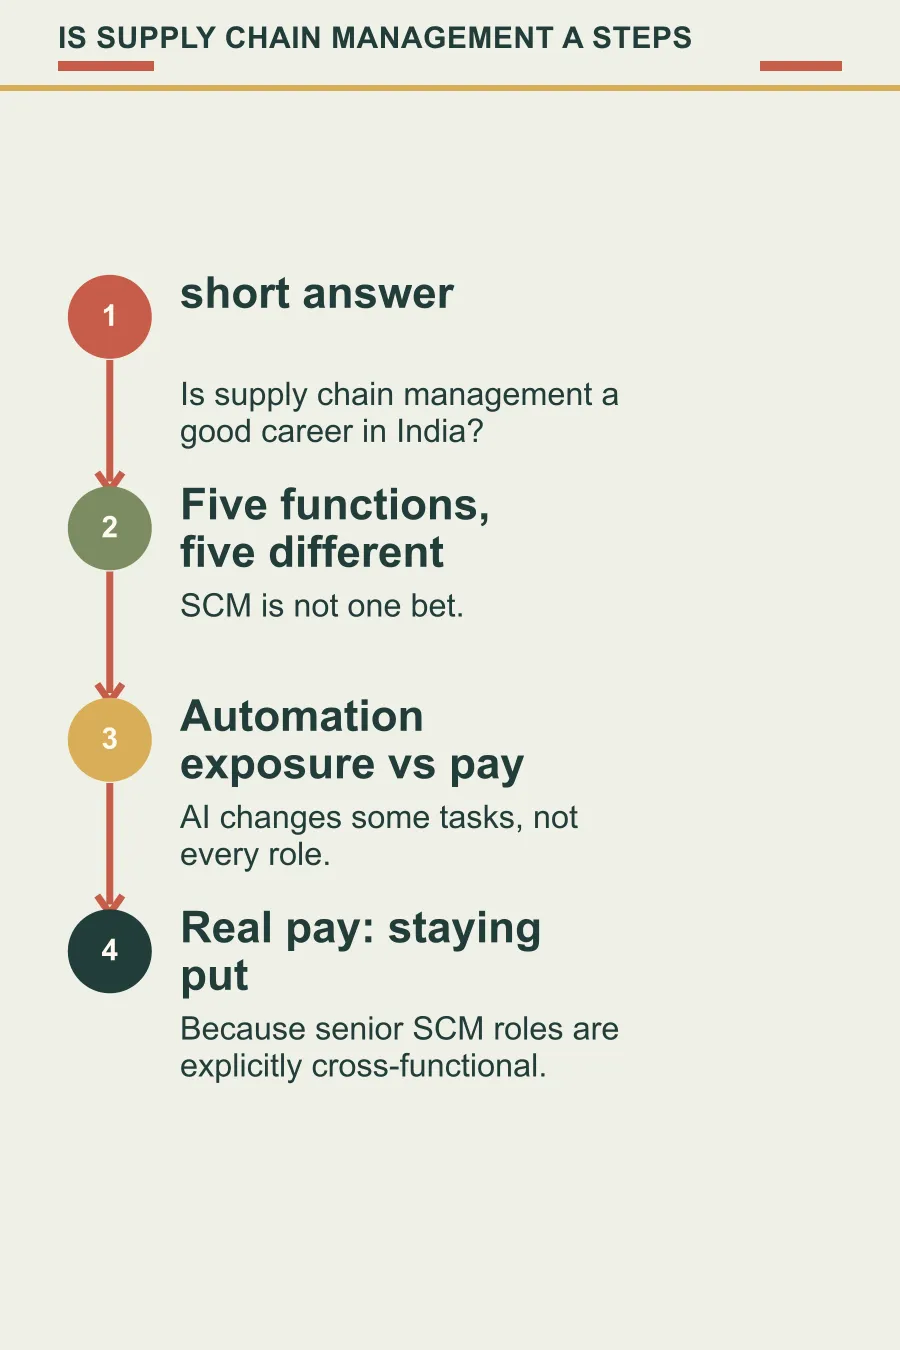 IS SUPPLY CHAIN MANAGEMENT A STEPS
1
short answer
Is supply chain management a
good career in India?
2
Five functions,
five different
SCM is not one bet.
3
Automation
exposure vs pay
AI changes some tasks, not
every role.
4
Real pay: staying
put
Because senior SCM roles are
explicitly cross-functional.